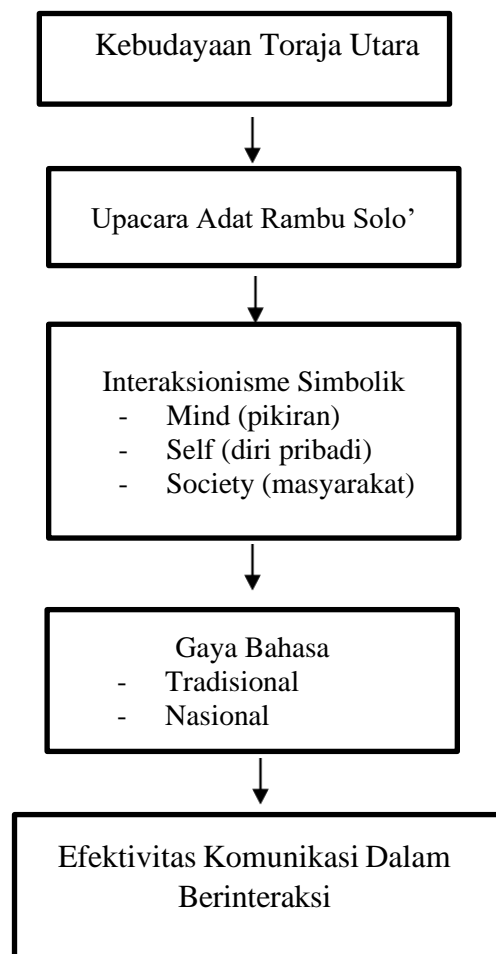 Kebudayaan Toraja Utara
Upacara Adat Rambu Solo’
Interaksionisme Simbolik
- Mind (pikiran)
- Self (diri pribadi)
- Society (masyarakat)
Gaya Bahasa
- Tradisional
- Nasional
Efektivitas Komunikasi Dalam
Berinteraksi